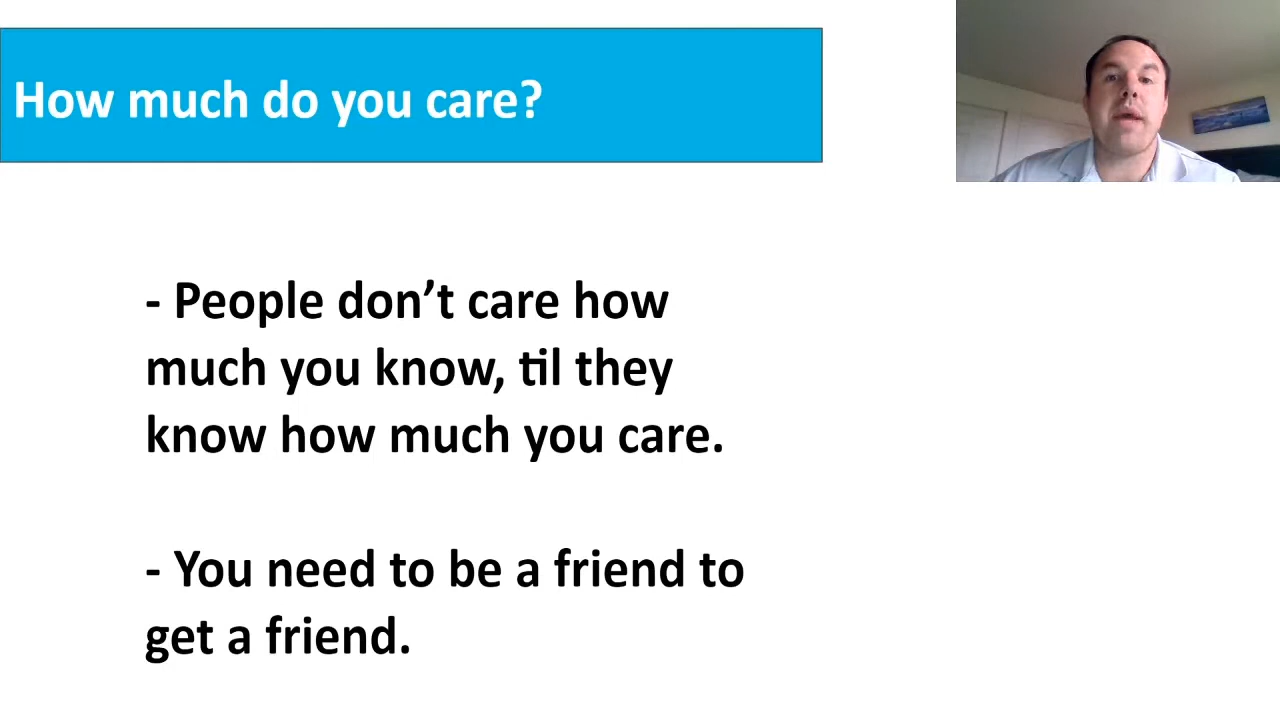 How much do you care?
- People don’t care how
much you know, til they
know how much you care.
- You need to be a friend to
get a friend.